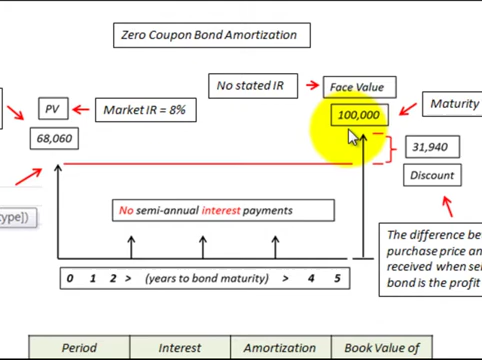 Zero Coupon Bond Amortization
No stated IR
Face Value
PV
Market IR = 8%
100,000
Maturity
68,060
31,940
Discount
type])
No semi-annual interest payments
The difference be
purchase price an
received when se
bond is the profit
0 1 2 > (years to bond maturity) > 4 5
Period Interest Amortization Book Value of